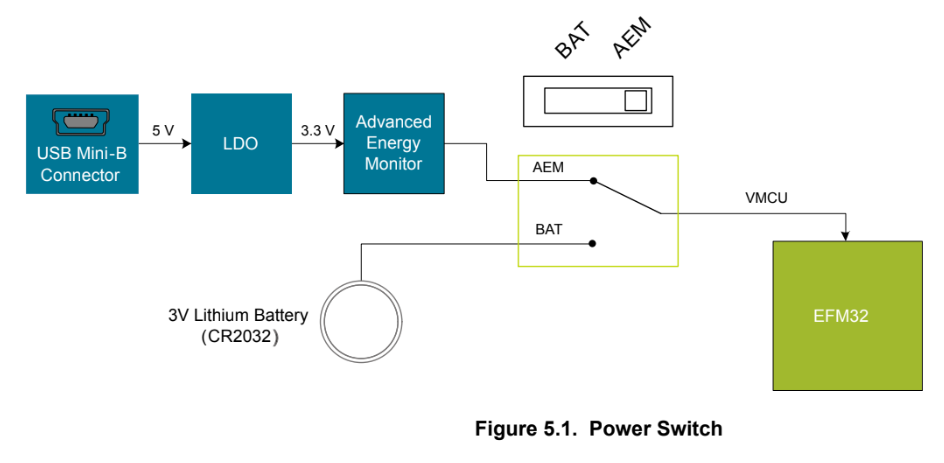 BAT AEM
USB Mini-B
Connector
5 V
LDO
3.3 V
Advanced
Energy
Monitor
AEM
BAT
VMCU
3V Lithium Battery
(CR2032)
EFM32
Figure 5.1. Power Switch